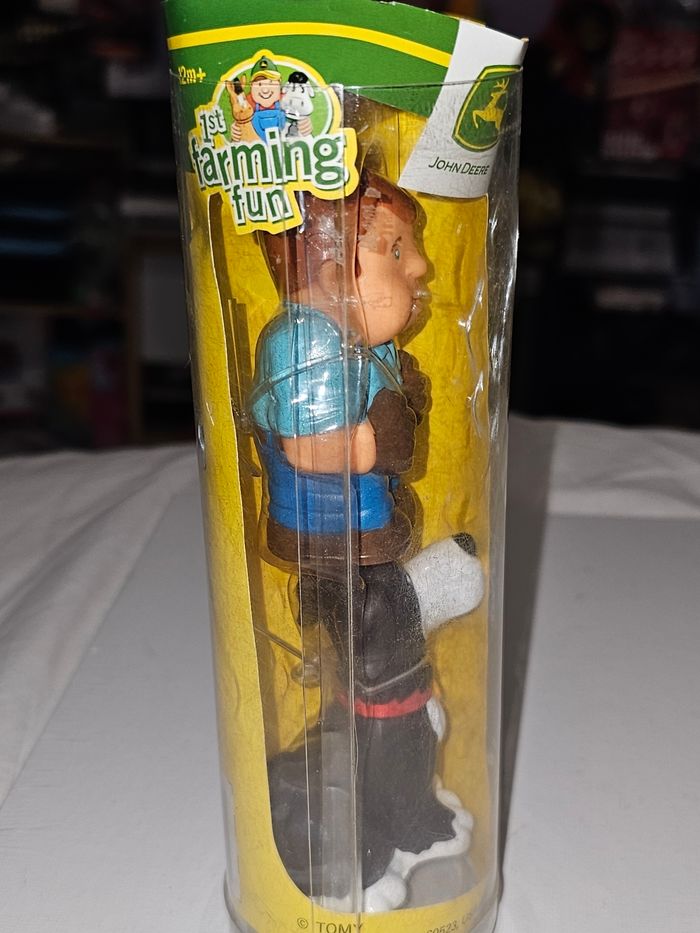 12m+
1st
farming
fun
JOHN DEERE
© TOMY